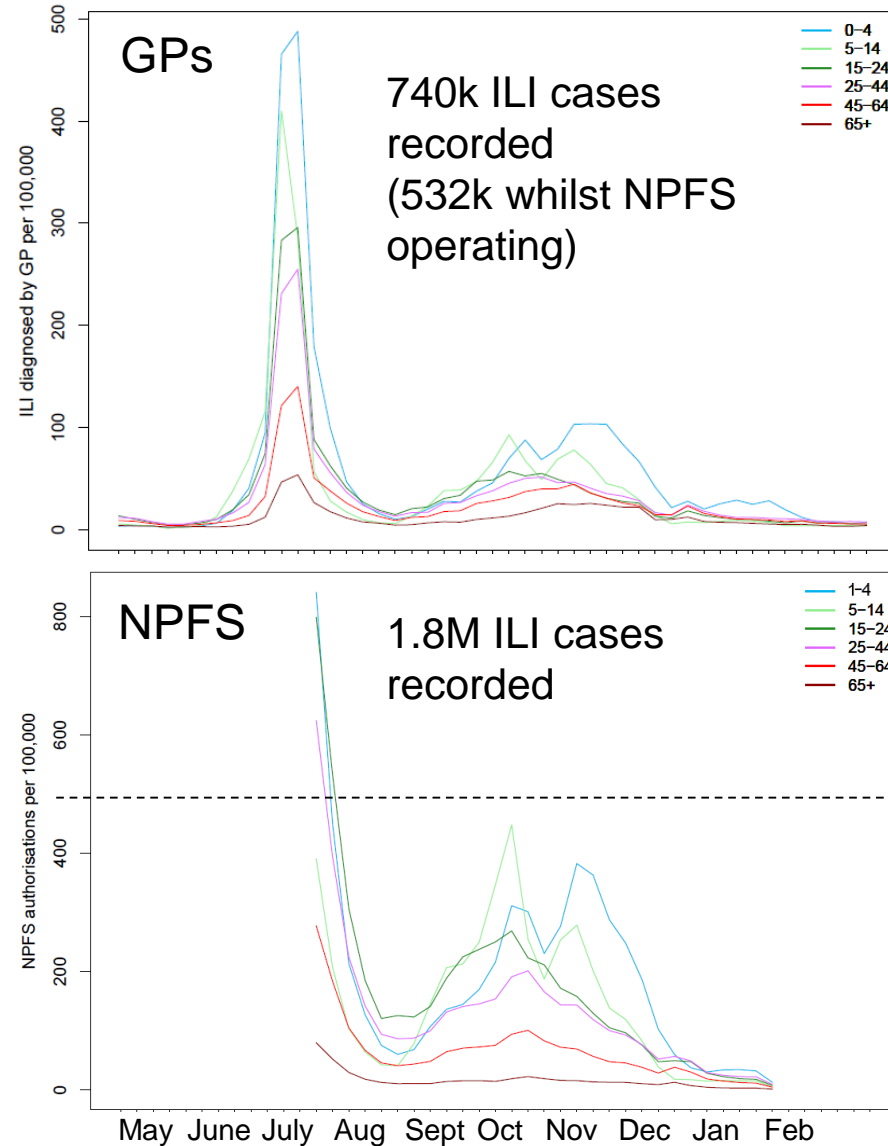 500
400
300
200
100
0
ILI diagnosed by GP per 100,000
GPs
740k ILI cases
recorded
(532k whilst NPFS
operating)
0-4
5-14
15-24
25-44
45-64
65+
800
600
400
200
0
NPFS authorisations per 100,000
NPFS
1.8M ILI cases
recorded
1-4
5-14
15-24
25-44
45-64
65+
May June July Aug Sept Oct Nov Dec Jan Feb